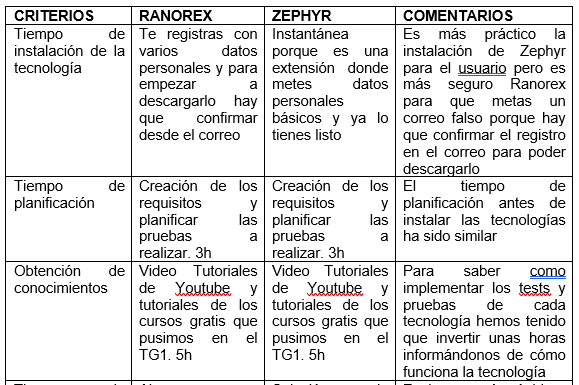 CRITERIOS RANOREX ZEPHYR COMENTARIOS
Tiempo de
instalación de la
tecnología
Te registras con
varios datos
personales y para
empezar a
descargarlo hay
que confirmar
desde el correo
Instantánea
porque es una
extensión donde
metes datos
personales
básicos y ya lo
tienes listo
Es más práctico la
instalación de Zephyr
para el usuario pero es
más seguro Ranorex
para que metas un
correo falso porque hay
que confirmar el registro
en el correo para poder
descargarlo
Tiempo de
planificación
Creación de los
requisitos y
planificar las
pruebas a
realizar. 3h
Creación de los
requisitos y
planificar las
pruebas a
realizar. 3h
El tiempo de
planificación antes de
instalar las tecnologías
ha sido similar
Obtención de
conocimientos
Video Tutoriales
de Youtube y
tutoriales de los
cursos gratis que
pusimos en el
TG1. 5h
Video Tutoriales
de Youtube y
tutoriales de los
cursos gratis que
pusimos en el
TG1. 5h
Para saber como
implementar los tests y
pruebas de cada
tecnología hemos tenido
que invertir unas horas
informándonos de cómo
funciona la tecnología